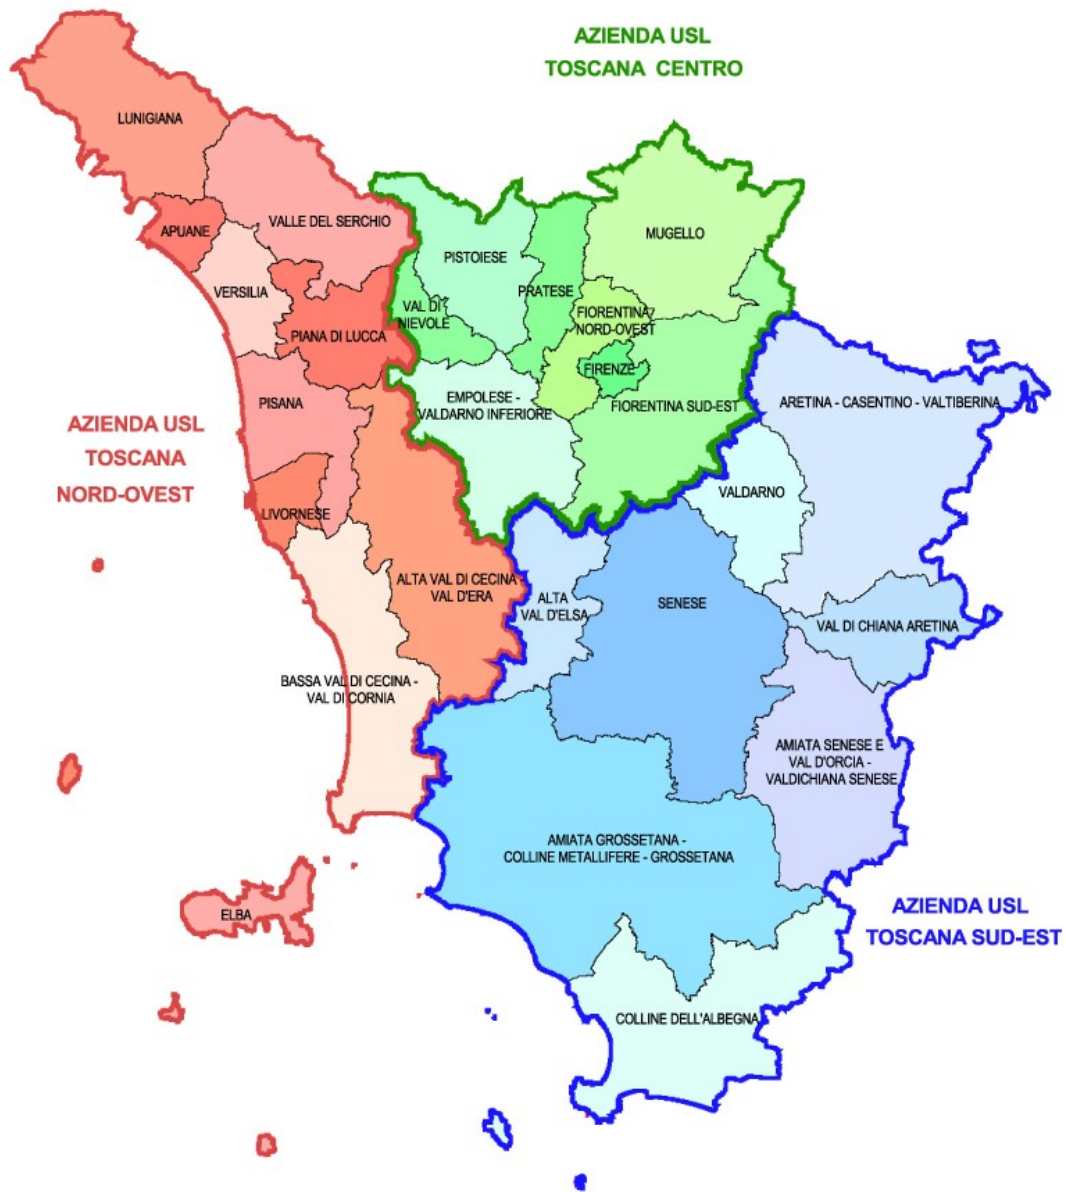 AZIENDA USL
TOSCANA CENTRO
LUNIGIANA
VALLE DEL SERCHIO
APUANE
MUGELLO
PISTOIESE
VERSILIA
PRATESE
VAL DI
NIEVOLE
FIORENTINA
NORD-OVEST
PIANA DI LUCCA
FIRENZE
EMPOLESE -
VALDARNO INFERIORE
FIORENTINA SUD-EST
ARETINA - CASENTINO - VALTIBERINA
PISANA
AZIENDA USL
TOSCANA
NORD-OVEST
VALDARNO
LIVORNESE
ALTA VAL DI CECINA -
VAL D'ERA
ALTA
VAL D'ELSA
SENESE
VAL DI CHIANA ARETINA
BASSA VAL DI CECINA -
VAL DI CORNIA
AMIATA SENESE E
VAL D'ORCIA -
VALDICHIANA SENESE
AMIATA GROSSETANA -
COLLINE METALLIFERE - GROSSETANA
ELBA
AZIENDA USL
TOSCANA SUD-EST
COLLINE DELL'ALBEGNA